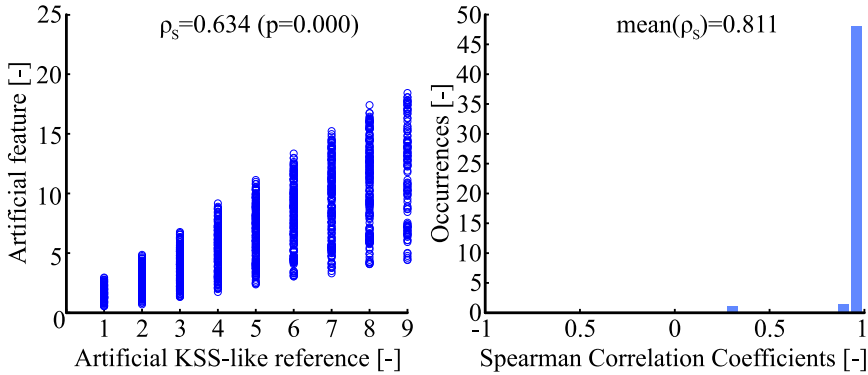 ρs=0.634 (p=0.000)
25
20
15
10
5
0
Artificial feature [-]
1 2 3 4 5 6 7 8 9
Artificial KSS-like reference [-]
mean(ρs)=0.811
50
45
40
35
30
25
20
15
10
5
0
Occurrences [-]
-1 0.5 0 0.5 1
Spearman Correlation Coefficients [-]